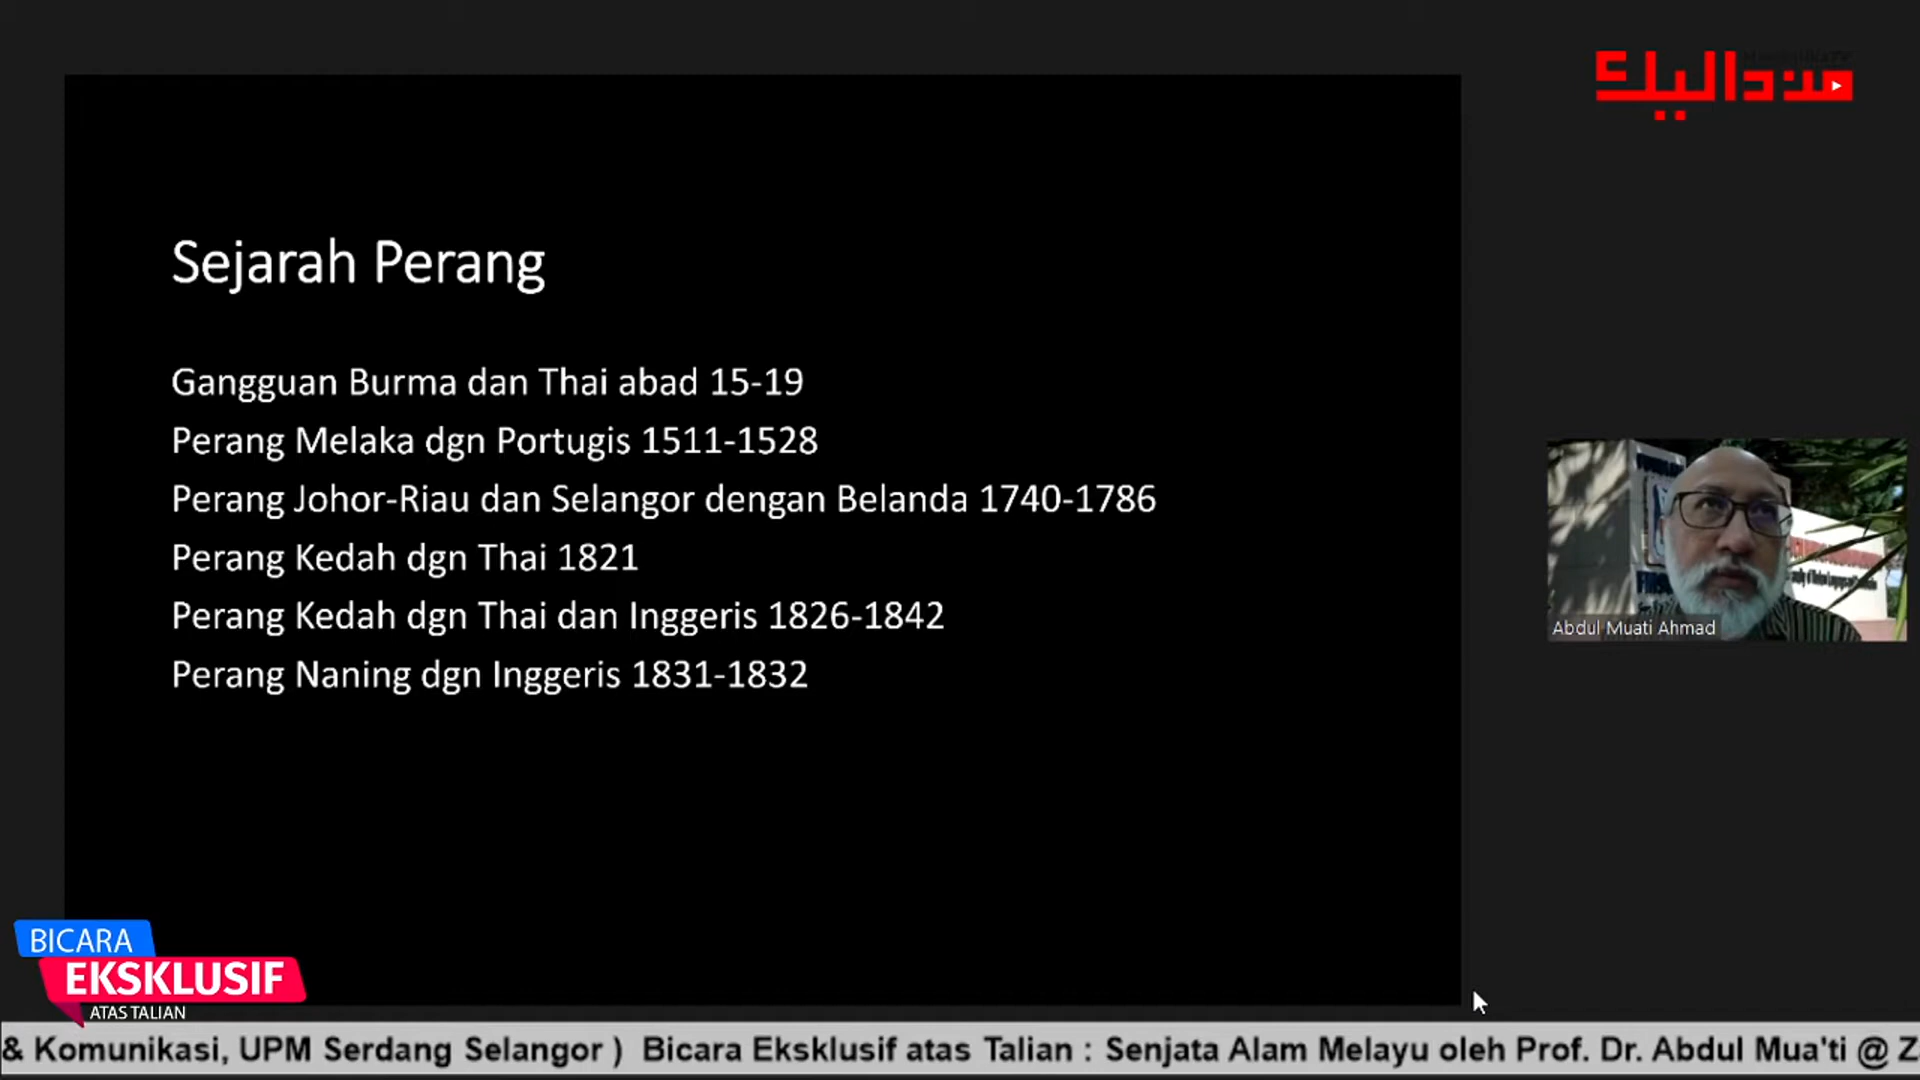 من داليك
Sejarah Perang
Gangguan Burma dan Thai abad 15-19
Perang Melaka dgn Portugis 1511-1528
Perang Johor-Riau dan Selangor dengan Belanda 1740-1786
Perang Kedah dgn Thai 1821
Perang Kedah dgn Thai dan Inggeris 1826-1842
Perang Naning dgn Inggeris 1831-1832
Abdul Muati Ahmad
BICARA
EKSKLUSIF
ATAS TALIAN
& Komunikasi, UPM Serdang Selangor ) Bicara Eksklusif atas Talian : Senjata Alam Melayu oleh Prof. Dr. Abdul Mua'ti @ Z